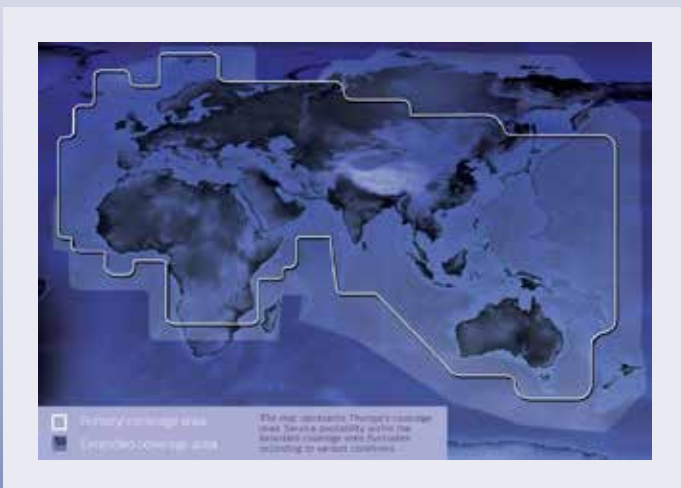 Primary coverage area
Extended coverage area
The map represents Thuraya's coverage
area. Service availability within the
extended coverage area fluctuates
according to various conditions.